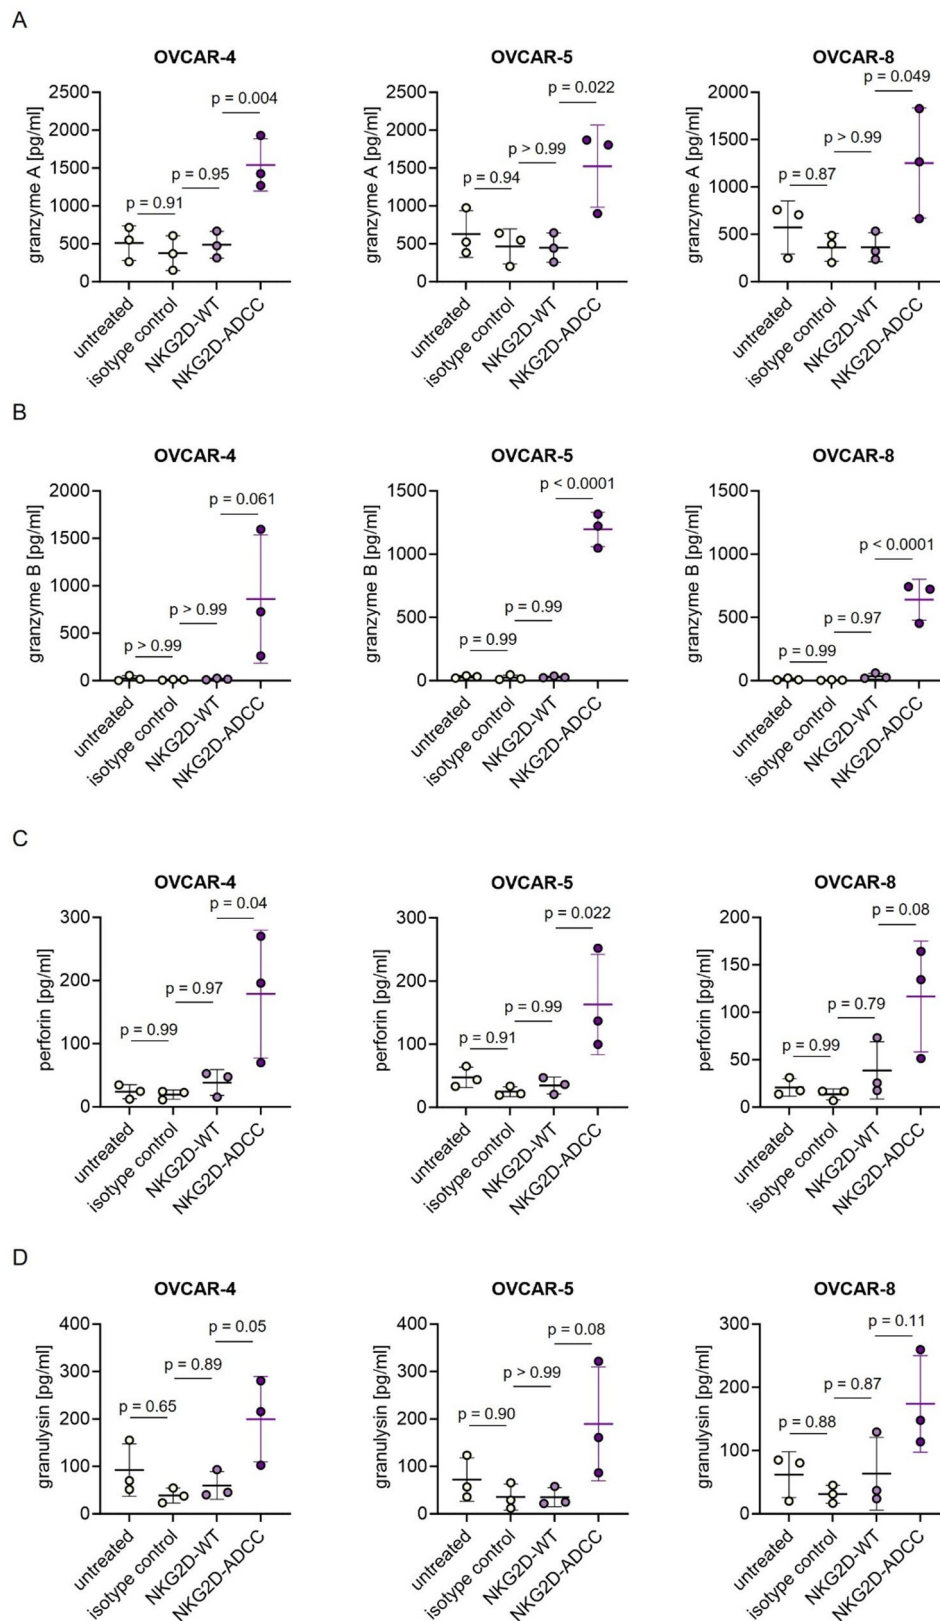 A
OVCAR-4
OVCAR-5
OVCAR-8
granzyme A [pg/ml]
2500
2000
1500
1000
500
0
p = 0.91
p = 0.95
p = 0.004
untreated
isotype control
NKG2D-WT
NKG2D-ADCC
granzyme A [pg/ml]
2500
2000
1500
1000
500
0
p = 0.94
p > 0.99
p = 0.022
untreated
isotype control
NKG2D-WT
NKG2D-ADCC
granzyme A [pg/ml]
2000
1500
1000
500
0
p = 0.87
p > 0.99
p = 0.049
untreated
isotype control
NKG2D-WT
NKG2D-ADCC
B
OVCAR-4
OVCAR-5
OVCAR-8
granzyme B [pg/ml]
2000
1500
1000
500
0
p > 0.99
p > 0.99
p = 0.061
untreated
isotype control
NKG2D-WT
NKG2D-ADCC
granzyme B [pg/ml]
1500
1000
500
0
p = 0.99
p = 0.99
p < 0.0001
untreated
isotype control
NKG2D-WT
NKG2D-ADCC
granzyme B [pg/ml]
1500
1000
500
0
p = 0.99
p = 0.97
p < 0.0001
untreated
isotype control
NKG2D-WT
NKG2D-ADCC
C
OVCAR-4
OVCAR-5
OVCAR-8
perforin [pg/ml]
300
200
100
0
p = 0.99
p = 0.97
p = 0.04
untreated
isotype control
NKG2D-WT
NKG2D-ADCC
perforin [pg/ml]
300
200
100
0
p = 0.91
p = 0.99
p = 0.022
untreated
isotype control
NKG2D-WT
NKG2D-ADCC
perforin [pg/ml]
200
150
100
50
0
p = 0.99
p = 0.79
p = 0.08
untreated
isotype control
NKG2D-WT
NKG2D-ADCC
D
OVCAR-4
OVCAR-5
OVCAR-8
granulysin [pg/ml]
400
300
200
100
0
p = 0.65
p = 0.89
p = 0.05
untreated
isotype control
NKG2D-WT
NKG2D-ADCC
granulysin [pg/ml]
400
300
200
100
0
p = 0.90
p > 0.99
p = 0.08
untreated
isotype control
NKG2D-WT
NKG2D-ADCC
granulysin [pg/ml]
300
200
100
0
p = 0.88
p = 0.87
p = 0.11
untreated
isotype control
NKG2D-WT
NKG2D-ADCC